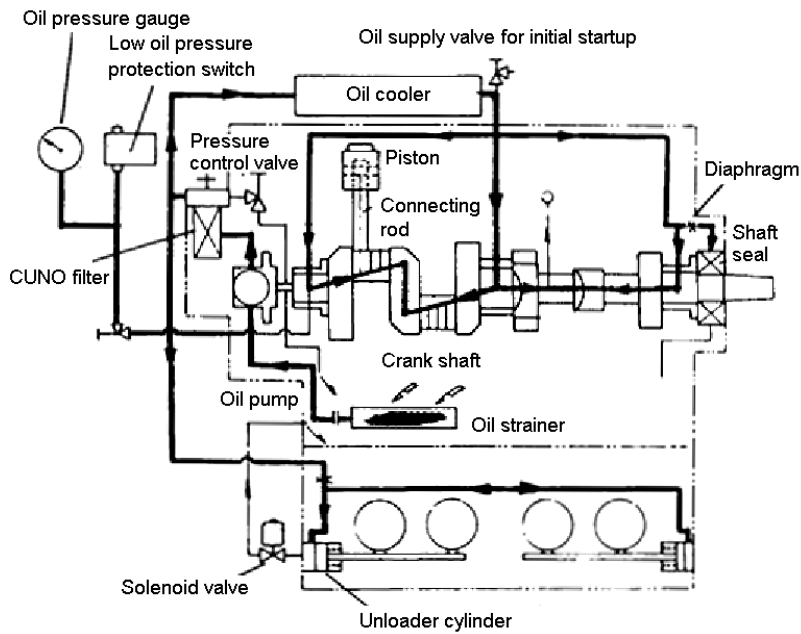 Oil pressure gauge
Low oil pressure
protection switch
Oil supply valve for initial startup
Oil cooler
Pressure
control valve
Piston
Diaphragm
Connecting
rod
Shaft
seal
CUNO filter
Crank shaft
Oil pump
Oil strainer
Solenoid valve
Unloader cylinder